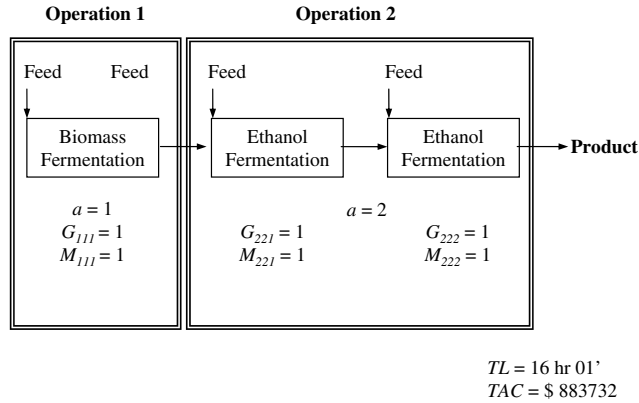 Operation 1
Operation 2
Feed Feed
Feed
Feed
Biomass
Fermentation
Ethanol
Fermentation
Ethanol
Fermentation
Product
a = 1
G111 = 1
M111 = 1
a = 2
G221 = 1
M221 = 1
G222 = 1
M222 = 1
TL = 16 hr 01’
TAC = $ 883732